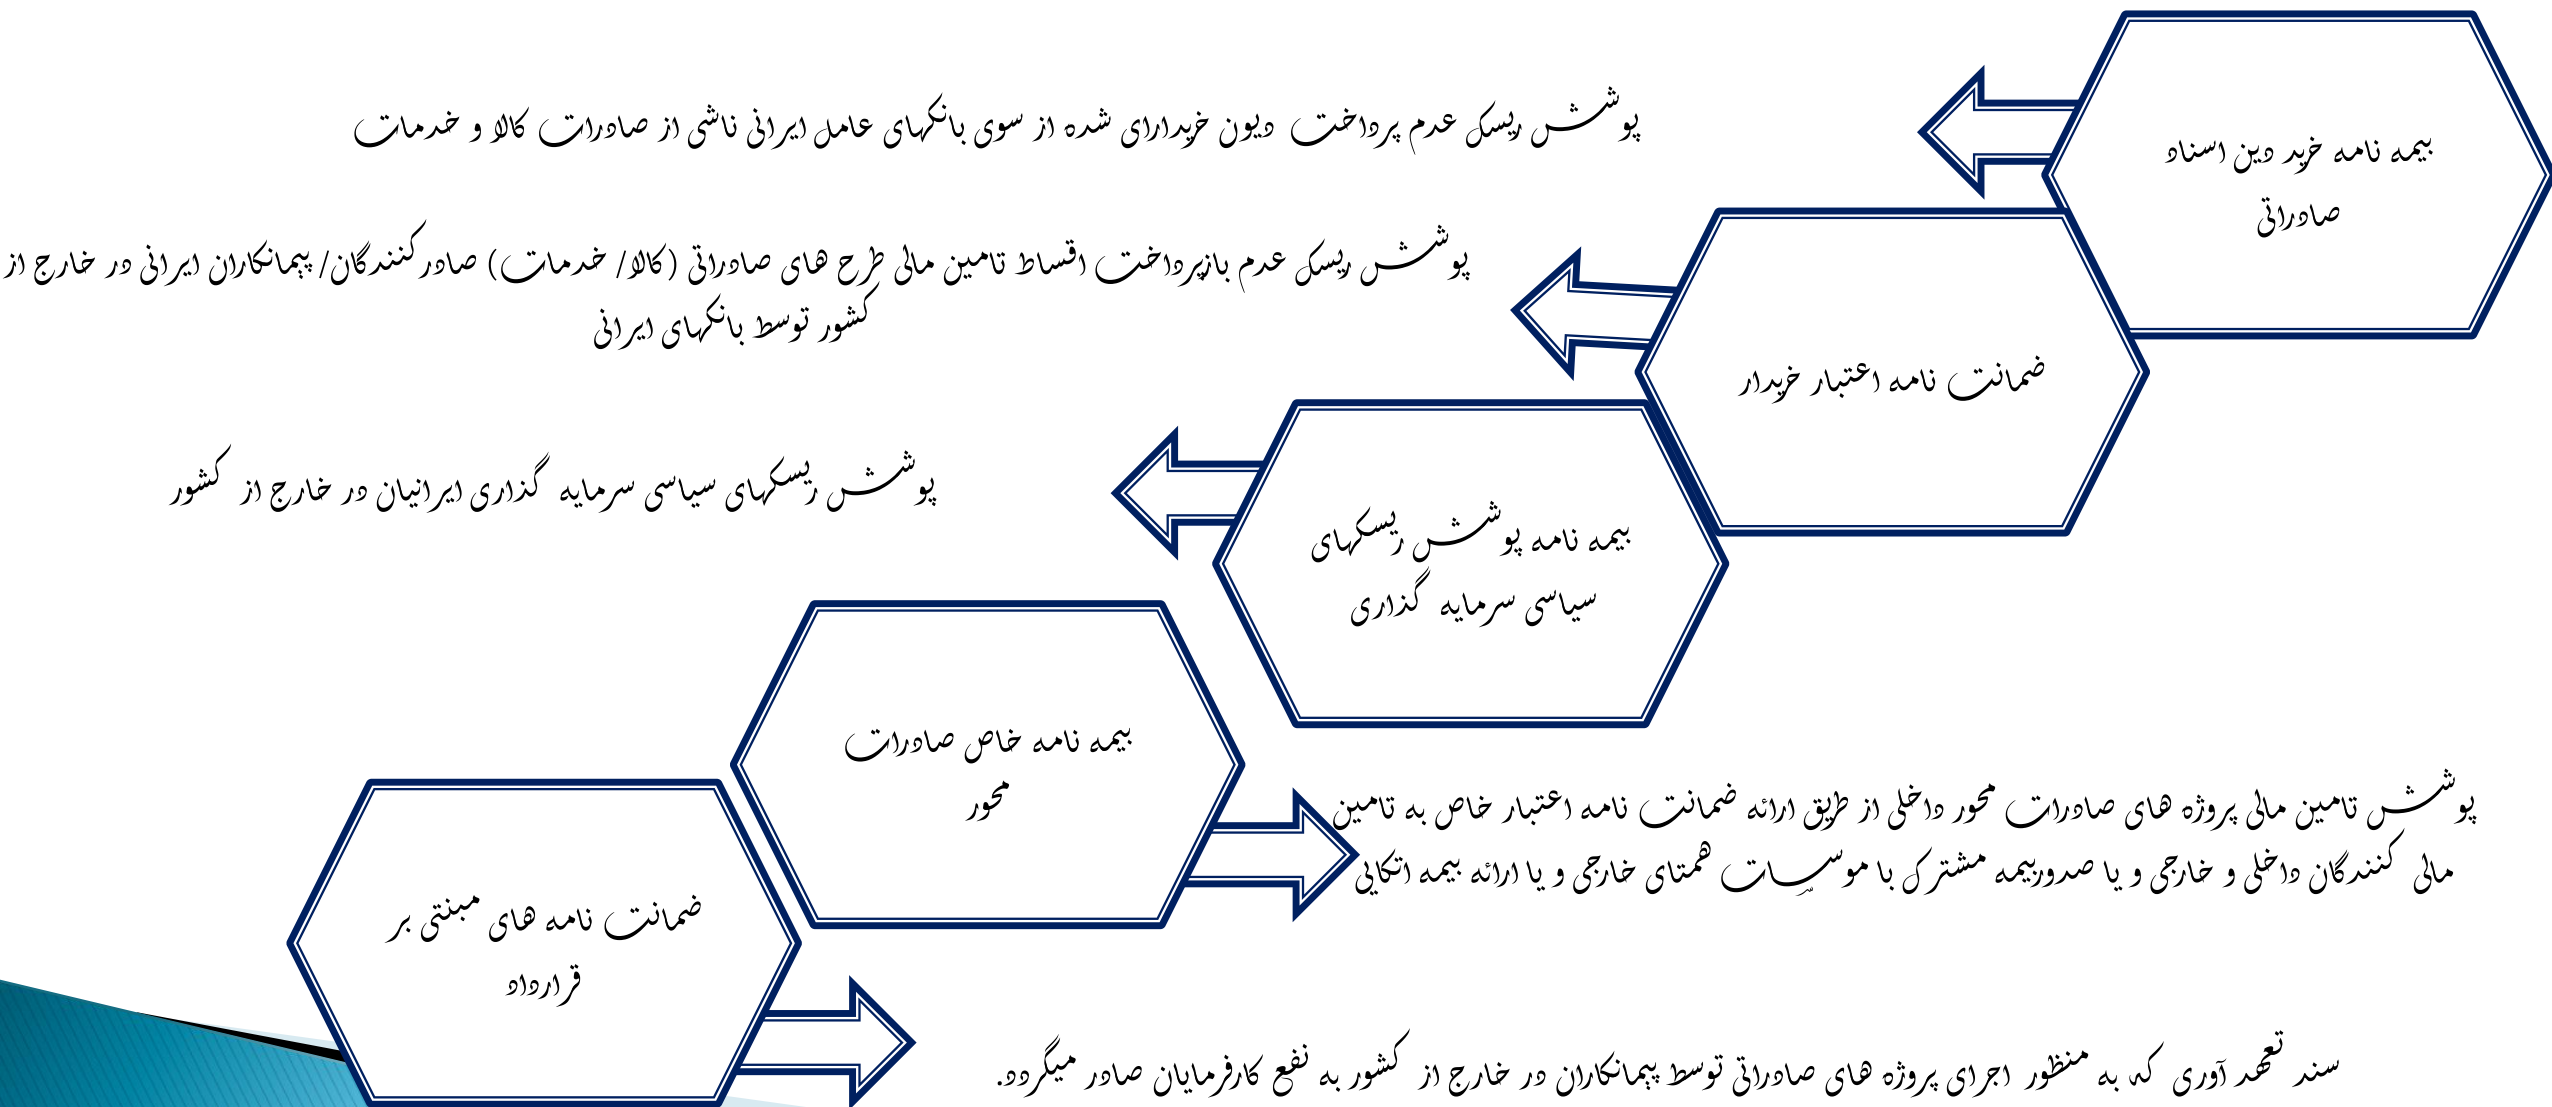 بیمه نامه خرید دین اسناد
صادراتی
پوشش ریسک عدم پرداخت دیون خریدارای شده از سوی بانکهای عامل ایرانی ناشی از صادرات کالا و خدمات
ضمانت نامه اعتبار خریدار
پوشش ریسک عدم بازپرداخت اقساط تامین مالی طرح های صادراتی (کالا/ خدمات) صادرکنندگان/ پیمانکاران ایرانی در خارج از
کشور توسط بانکهای ایرانی
بیمه نامه پوشش ریسکهای
سیاسی سرمایه گذاری
پوشش ریسکهای سیاسی سرمایه گذاری ایرانیان در خارج از کشور
بیمه نامه خاص صادرات
محور
پوشش تامین مالی پروژه های صادرات محور داخلی از طریق ارائه ضمانت نامه اعتبار خاص به تامین
مالی کنندگان داخلی و خارجی و یا صدوربیمه مشترک با موسسات همتای خارجی و یا ارائه بیمه اتکایی
ضمانت نامه های مبنتی بر
قرارداد
سند تعهد آوری که به منظور اجرای پروژه های صادراتی توسط پیمانکاران در خارج از کشور به نفع کارفرمایان صادر میگردد.